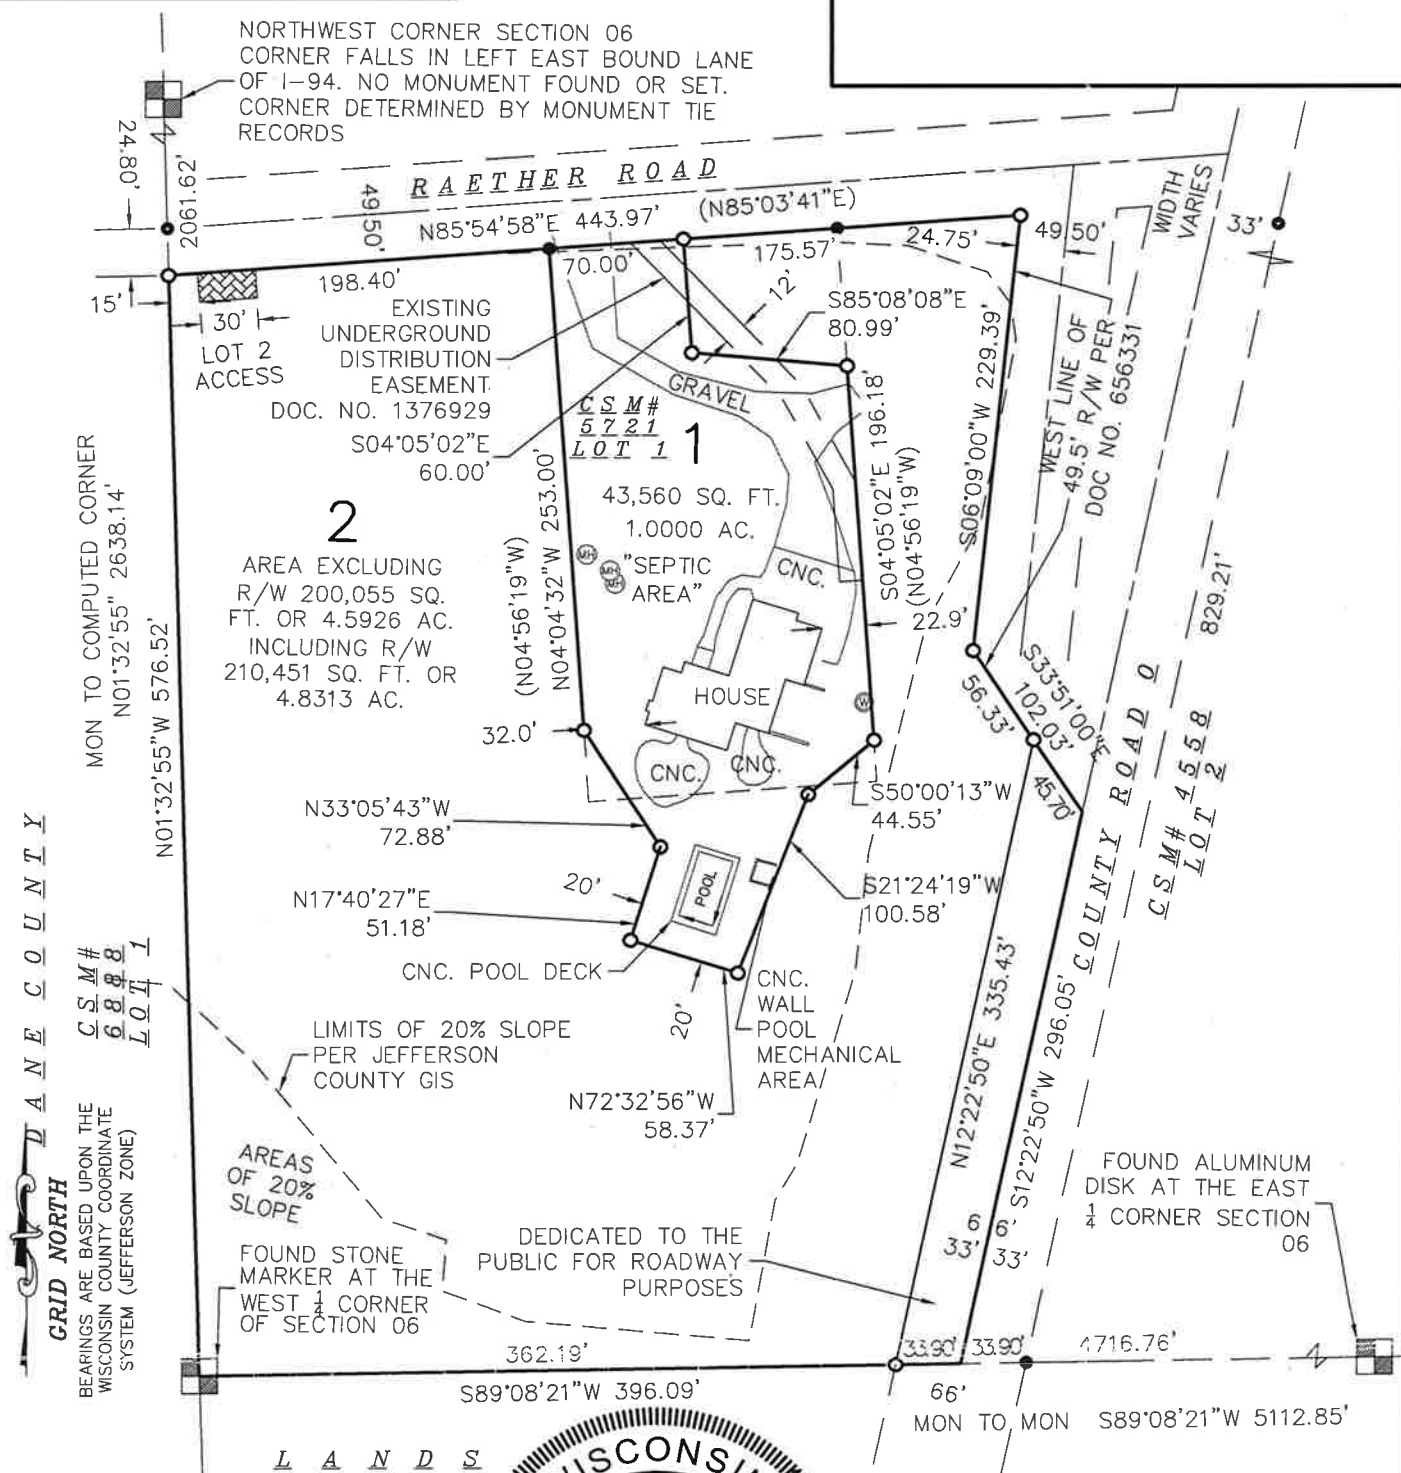 NORTHWEST CORNER SECTION 06
CORNER FALLS IN LEFT EAST BOUND LANE
OF I-94. NO MONUMENT FOUND OR SET.
CORNER DETERMINED BY MONUMENT TIE
RECORDS
24.80'
2061.62'
49.50'
RAETHER ROAD
N85°54'58"E 443.97'
(N85°03'41"E)
WIDTH
VARIES
33'
49.50'
24.75'
175.57'
70.00'
198.40'
15'
30'
LOT 2
ACCESS
12'
S85°08'08"E
80.99'
EXISTING
UNDERGROUND
DISTRIBUTION
EASEMENT
DOC. NO. 1376929
S04°05'02"E
60.00'
GRAVEL
CSM#
5721
LOT 1
1
43,560 SQ. FT.
1.0000 AC.
"SEPTIC
AREA"
MH
MH
MH
CNC.
HOUSE
W
CNC.
CNC.
S04°05'02"E 196.18'
(N04°56'19"W)
S06°09'00"W 229.39'
WEST LINE OF
49.5' R/W PER
DOC NO. 656331
22.9'
2
AREA EXCLUDING
R/W 200,055 SQ.
FT. OR 4.5926 AC.
INCLUDING R/W
210,451 SQ. FT. OR
4.8313 AC.
(N04°56'19"W)
N04°04'32"W 253.00'
MON TO COMPUTED CORNER
N01°32'55" 2638.14'
N01°32'55"W 576.52'
32.0'
N33°05'43"W
72.88'
N17°40'27"E
51.18'
20'
POOL
CNC. POOL DECK
20'
N72°32'56"W
58.37'
CNC.
WALL
POOL
MECHANICAL
AREA
S50°00'13"W
44.55'
S21°24'19"W
100.58'
S33°51'00"E
102.03'
56.33'
45.70'
829.21'
COUNTY ROAD Q
CSM# 4558
LOT 2
N12°22'50"E 335.43'
S12°22'50"W 296.05'
DANE COUNTY
CSM#
6888
LOT 1
LIMITS OF 20% SLOPE
PER JEFFERSON
COUNTY GIS
AREAS
OF 20%
SLOPE
GRID NORTH
BEARINGS ARE BASED UPON THE
WISCONSIN COUNTY COORDINATE
SYSTEM (JEFFERSON ZONE)
FOUND STONE
MARKER AT THE
WEST 1/4 CORNER
OF SECTION 06
DEDICATED TO THE
PUBLIC FOR ROADWAY
PURPOSES
66'
33'
33'
FOUND ALUMINUM
DISK AT THE EAST
1/4 CORNER SECTION
06
362.19'
33.90'
33.90'
4716.76'
S89°08'21"W 396.09'
66'
MON TO MON S89°08'21"W 5112.85'
LANDS
WISCONSIN